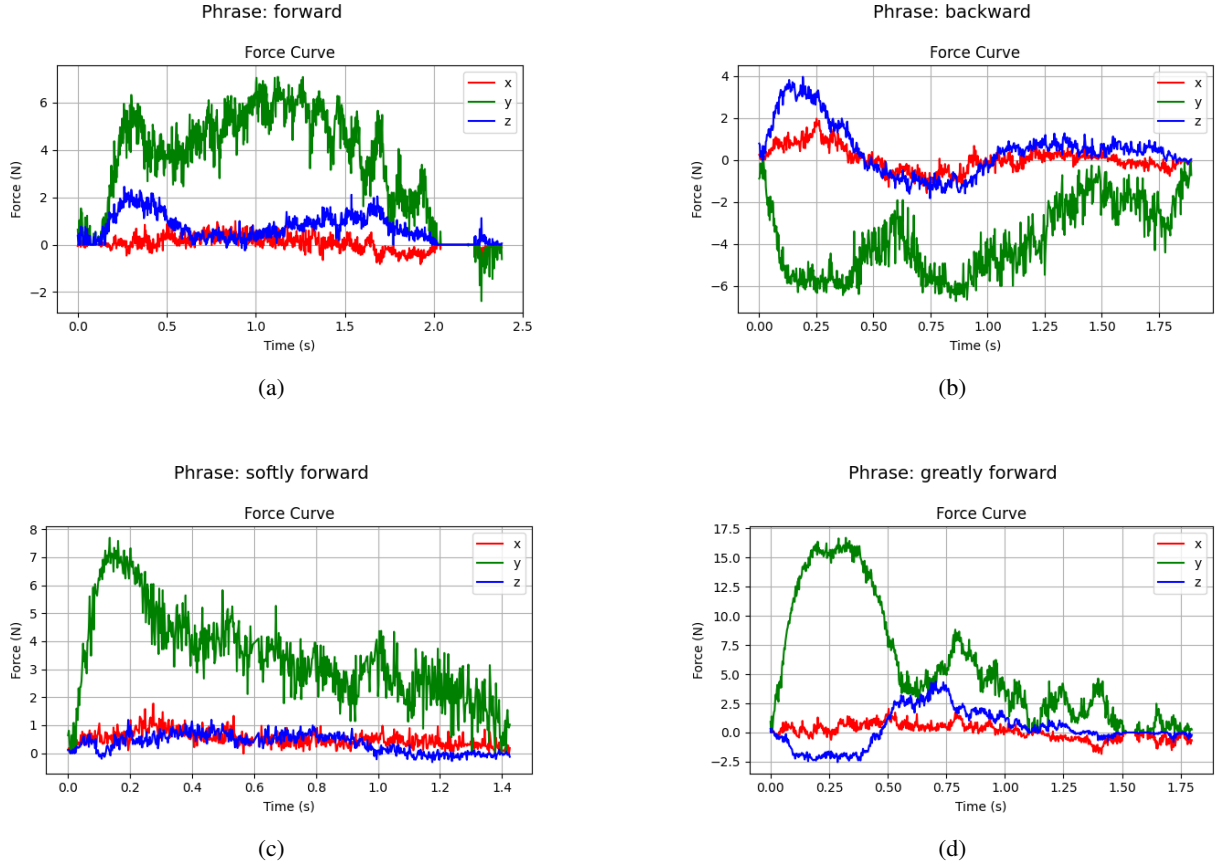 Phrase: forward
Force Curve
x
y
z
6
4
2
0
−2
Force (N)
0.0 0.5 1.0 1.5 2.0 2.5
Time (s)
(a)
Phrase: backward
Force Curve
x
y
z
4
2
0
−2
−4
−6
Force (N)
0.00 0.25 0.50 0.75 1.00 1.25 1.50 1.75
Time (s)
(b)
Phrase: softly forward
Force Curve
x
y
z
8
7
6
5
4
3
2
1
0
Force (N)
0.0 0.2 0.4 0.6 0.8 1.0 1.2 1.4
Time (s)
(c)
Phrase: greatly forward
Force Curve
x
y
z
17.5
15.0
12.5
10.0
7.5
5.0
2.5
0.0
−2.5
Force (N)
0.00 0.25 0.50 0.75 1.00 1.25 1.50 1.75
Time (s)
(d)